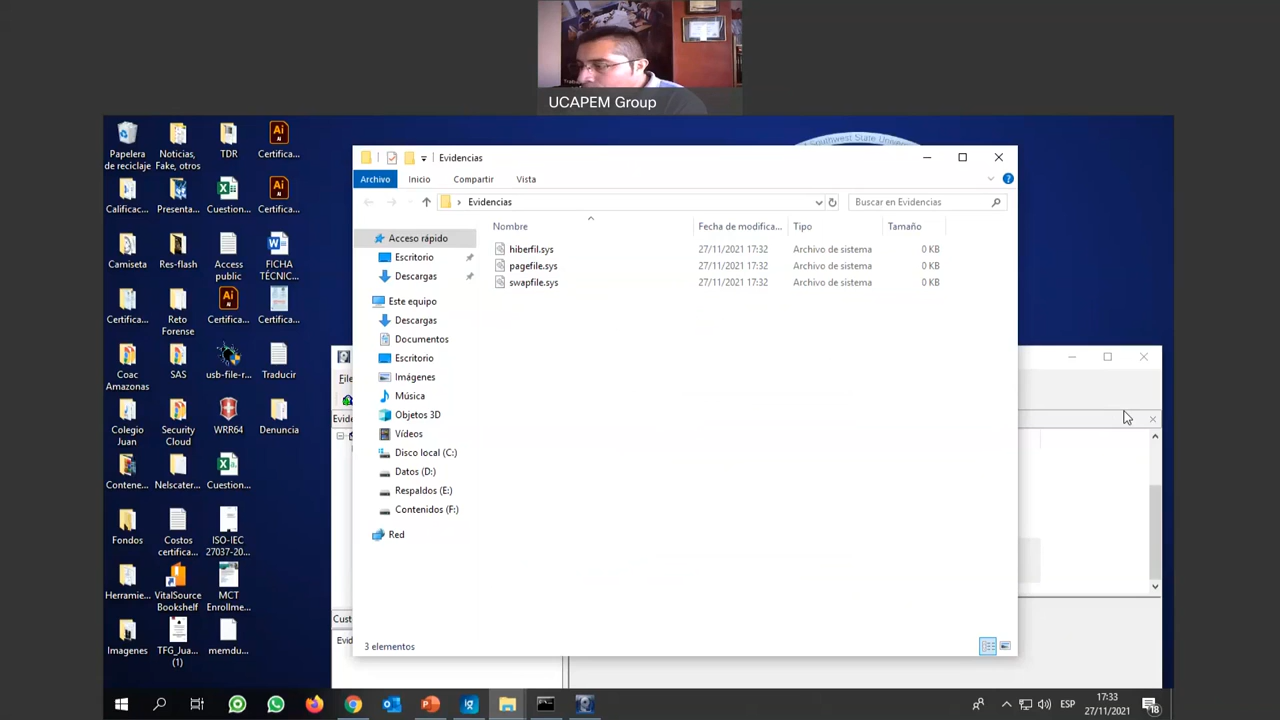 UCAPEM Group
Southwest State Univer
Papelera
de reciclaje
Noticias,
Fake, otros
TDR
Certifica...
Calificac...
Presenta...
Cuestion...
Certifica...
Camiseta
Res-flash
Access
public
FICHA
TÉCNIC...
Certifica...
Reto
Forense
Certifica...
Certifica...
Coac
Amazonas
SAS
usb-file-r...
Traducir
Colegio
Juan
Security
Cloud
WRR64
Denuncia
Contene...
Nelscater...
Cuestion...
Fondos
Costos
certifica...
ISO-IEC
27037-20...
Herramie...
VitalSource
Bookshelf
MCT
Enrollme...
Imagenes
TFG_Jua...
(1)
memdu...
Evidencias
Archivo Inicio Compartir Vista
Evidencias
Buscar en Evidencias
Nombre Fecha de modifica... Tipo Tamaño
hiberfil.sys 27/11/2021 17:32 Archivo de sistema 0 KB
pagefile.sys 27/11/2021 17:32 Archivo de sistema 0 KB
swapfile.sys 27/11/2021 17:32 Archivo de sistema 0 KB
Acceso rápido
Escritorio
Descargas
Este equipo
Descargas
Documentos
Escritorio
Imágenes
Música
Objetos 3D
Vídeos
Disco local (C:)
Datos (D:)
Respaldos (E:)
Contenidos (F:)
Red
3 elementos
File
Evide
Cust
Evid
ESP
17:33
27/11/2021
18